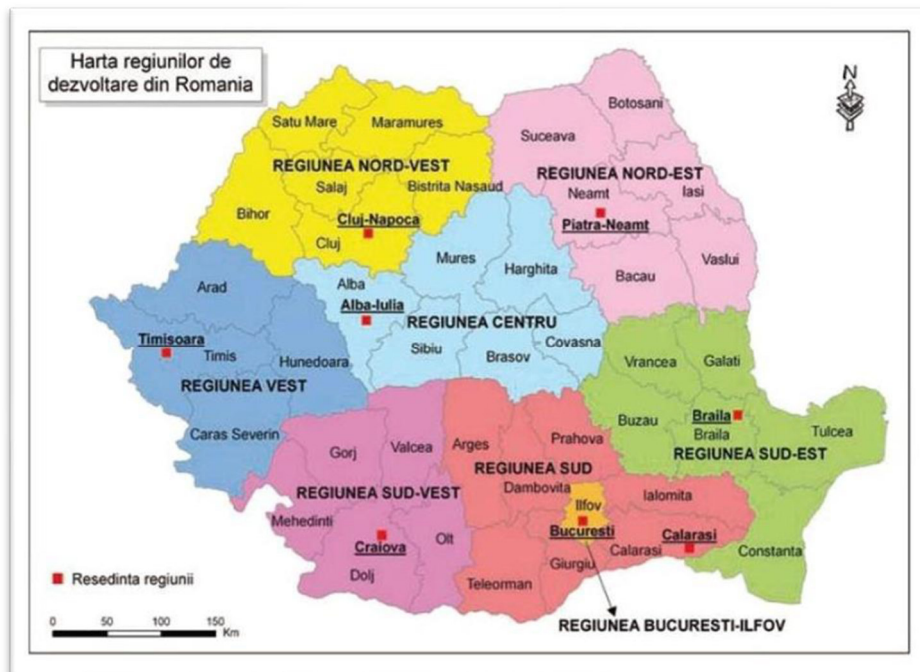 Harta regiunilor de
dezvoltare din Romania
N
Satu Mare
Maramures
REGIUNEA NORD-VEST
Salaj
Bistrita Nasaud
Bihor
Cluj-Napoca
Cluj
Botosani
Suceava
REGIUNEA NORD-EST
Neamt
Iasi
Piatra-Neamt
Bacau
Vaslui
Mures
Harghita
Alba
Alba-Iulia
REGIUNEA CENTRU
Sibiu
Brasov
Covasna
Arad
Timisoara
Timis
Hunedoara
REGIUNEA VEST
Caras Severin
Vrancea
Galati
Buzau
Braila
Braila
Tulcea
REGIUNEA SUD-EST
Constanta
Gorj
Valcea
REGIUNEA SUD-VEST
Mehedinti
Craiova
Olt
Dolj
Arges
Prahova
REGIUNEA SUD
Dambovita
Ialomita
Ilfov
Bucuresti
Calarasi
Calarasi
Giurgiu
Teleorman
REGIUNEA BUCURESTI-ILFOV
Resedinta regiunii
0 50 100 150
Km